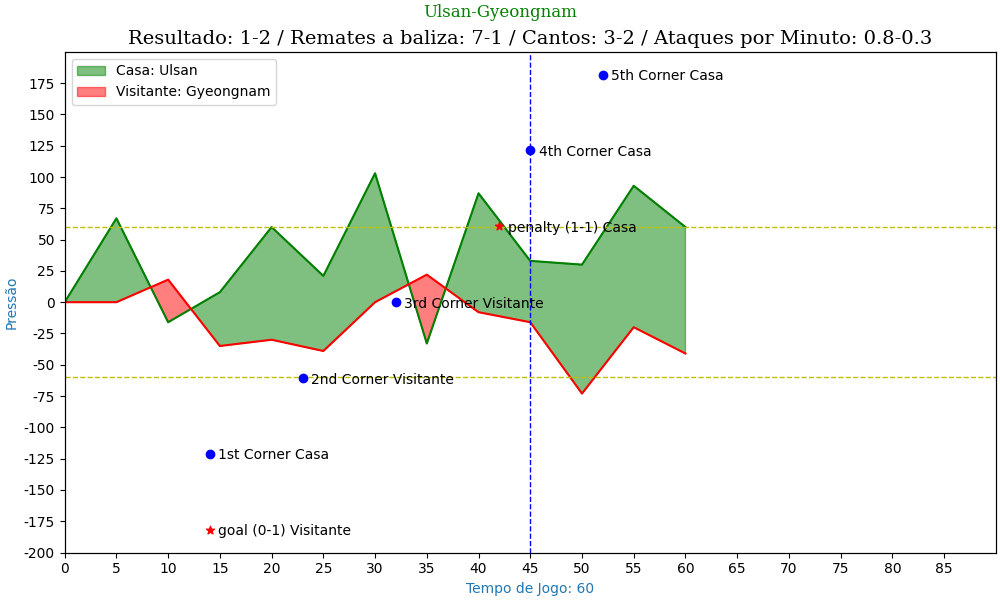 Ulsan-Gyeongnam
Resultado: 1-2 / Remates a baliza: 7-1 / Cantos: 3-2 / Ataques por Minuto: 0.8-0.3
Casa: Ulsan
Visitante: Gyeongnam
5th Corner Casa
4th Corner Casa
penalty (1-1) Casa
3rd Corner Visitante
2nd Corner Visitante
1st Corner Casa
goal (0-1) Visitante
Pressão
175
150
125
100
75
50
25
0
-25
-50
-75
-100
-125
-150
-175
-200
0 5 10 15 20 25 30 35 40 45 50 55 60 65 70 75 80 85
Tempo de Jogo: 60